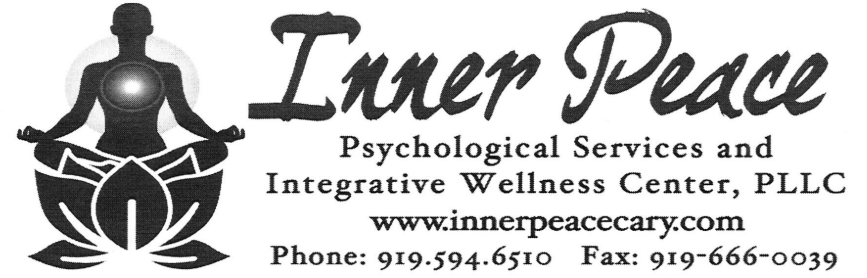 Inner Peace
Psychological Services and
Integrative Wellness Center, PLLC
www.innerpeacecary.com
Phone: 919.594.6510 Fax: 919-666-0039